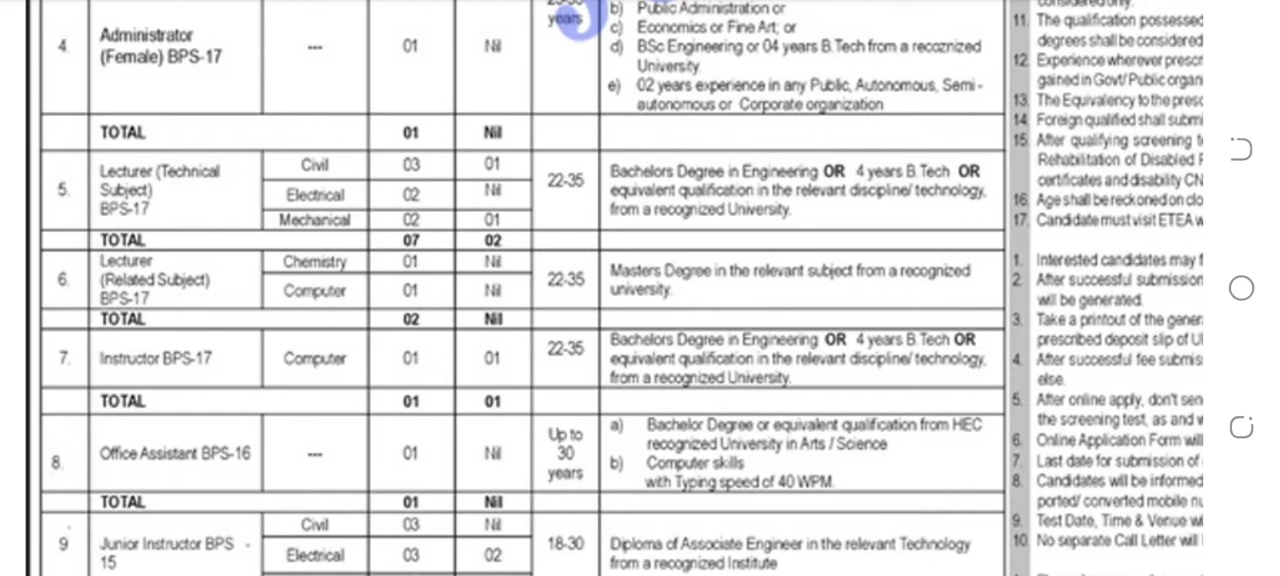 years
b) Public Administration or
c) Economics or Fine Art; or
d) BSc Engineering or 04 years B.Tech from a recoznized
University.
e) 02 years experience in any Public, Autonomous, Semi-
autonomous or Corporate organization
4. Administrator
(Female) BPS-17 --- 01 Nil
TOTAL 01 Nil
5. Lecturer (Technical
Subject)
BPS-17
Civil 03 01
Electrical 02 Nil
Mechanical 02 01
22-35
Bachelors Degree in Engineering OR 4 years B.Tech OR
equivalent qualification in the relevant discipline/ technology,
from a recognized University.
TOTAL 07 02
6. Lecturer
(Related Subject)
BPS-17
Chemistry 01 Nil
Computer 01 Nil
22-35
Masters Degree in the relevant subject from a recognized
university.
TOTAL 02 Nil
7. Instructor BPS-17 Computer 01 01 22-35
Bachelors Degree in Engineering OR 4 years B.Tech OR
equivalent qualification in the relevant discipline/ technology,
from a recognized University.
TOTAL 01 01
8. Office Assistant BPS-16 --- 01 Nil
Up to
30
years
a) Bachelor Degree or equivalent qualification from HEC
recognized University in Arts / Science
b) Computer skills
with Typing speed of 40 WPM.
TOTAL 01 Nil
9 Junior Instructor BPS -
15
Civil 03 Nil
Electrical 03 02
18-30
Diploma of Associate Engineer in the relevant Technology
from a recognized Institute
11. The qualification possessed
degrees shall be considered
12. Experience wherever prescr
gained in Govt/ Public organ
13. The Equivalency to the presc
14. Foreign qualified shall submi
15. After qualifying screening t
Rehabilitation of Disabled
certificates and disability CN
16. Age shall be reckoned on clo
17. Candidate must visit ETEA w
1. Interested candidates may f
2. After successful submission
will be generated.
3. Take a printout of the gener
prescribed deposit slip of U
4. After successful fee submis
else.
5. After online apply, don't sen
the screening test, as and w
6. Online Application Form will
7. Last date for submission of
8. Candidates will be informed
ported/ converted mobile nu
9. Test Date, Time & Venue wi
10. No separate Call Letter will